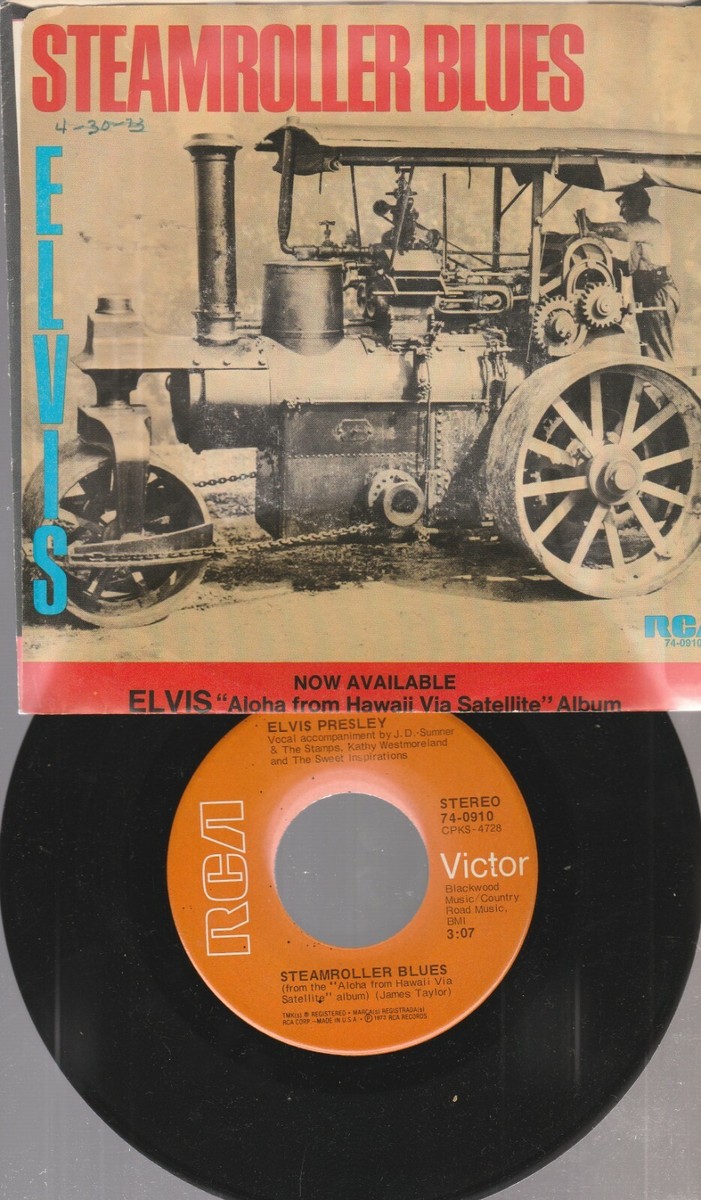 STEAMROLLER BLUES
4-30-73
ELVIS
RCA
74-0910
NOW AVAILABLE
ELVIS "Aloha from Hawaii Via Satellite" Album
ELVIS PRESLEY
Vocal accompaniment by J.D. Sumner
& The Stamps, Kathy Westmoreland
and The Sweet Inspirations
RCA
STEREO
74-0910
CPKS-4728
Victor
Blackwood
Music/Country
Road Music,
BMI
3:07
STEAMROLLER BLUES
(from the "Aloha from Hawaii Via
Satellite" album) (James Taylor)
TMK(s) ® REGISTERED • MARCA(s) REGISTRADA(s)
RCA CORP.—MADE IN U.S.A. • ℗ 1973 RCA RECORDS